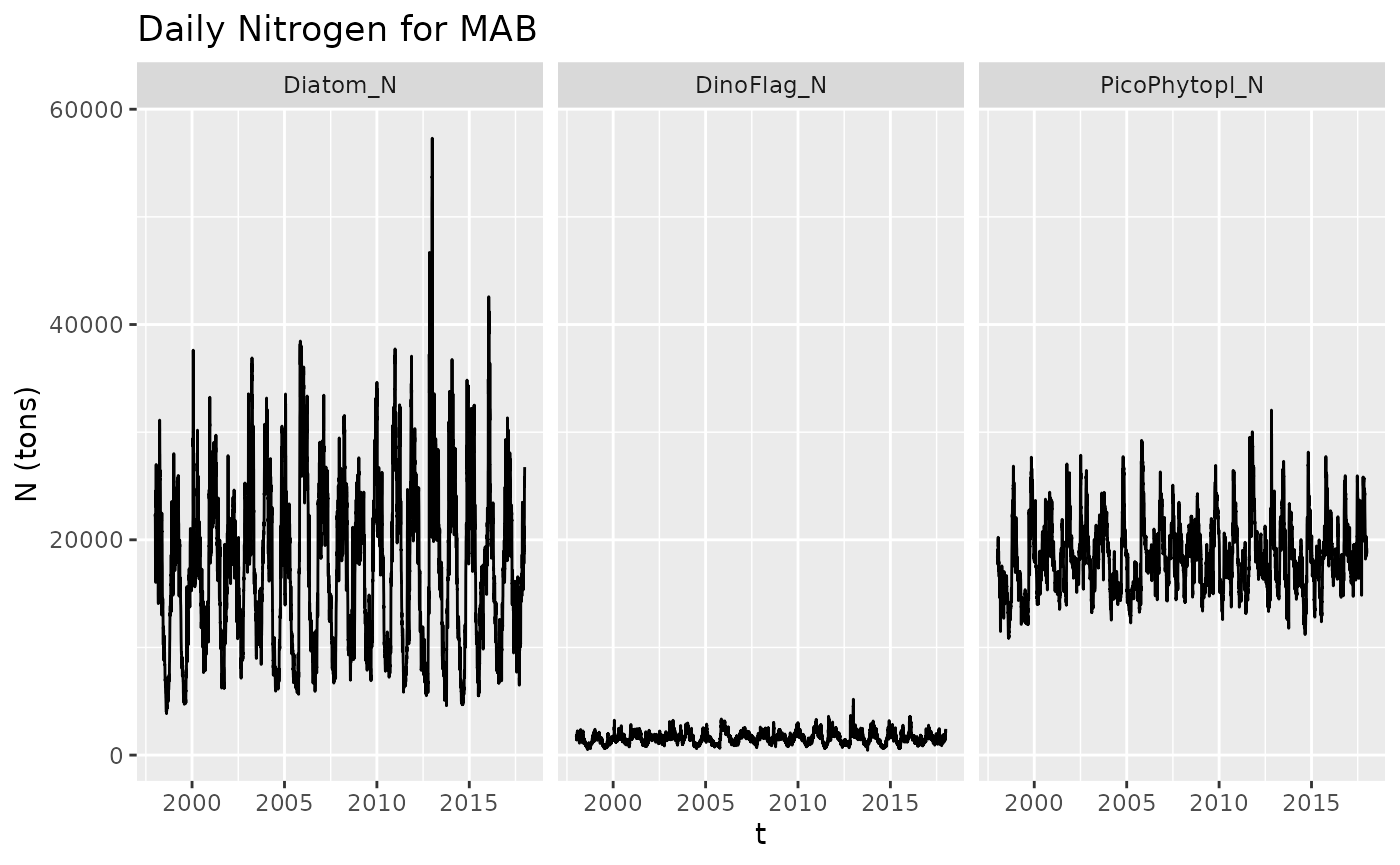 Daily Nitrogen for MAB
Diatom_N DinoFlag_N PicoPhytopl_N
60000
40000
20000
0
N (tons)
2000 2005 2010 2015 2000 2005 2010 2015 2000 2005 2010 2015
t